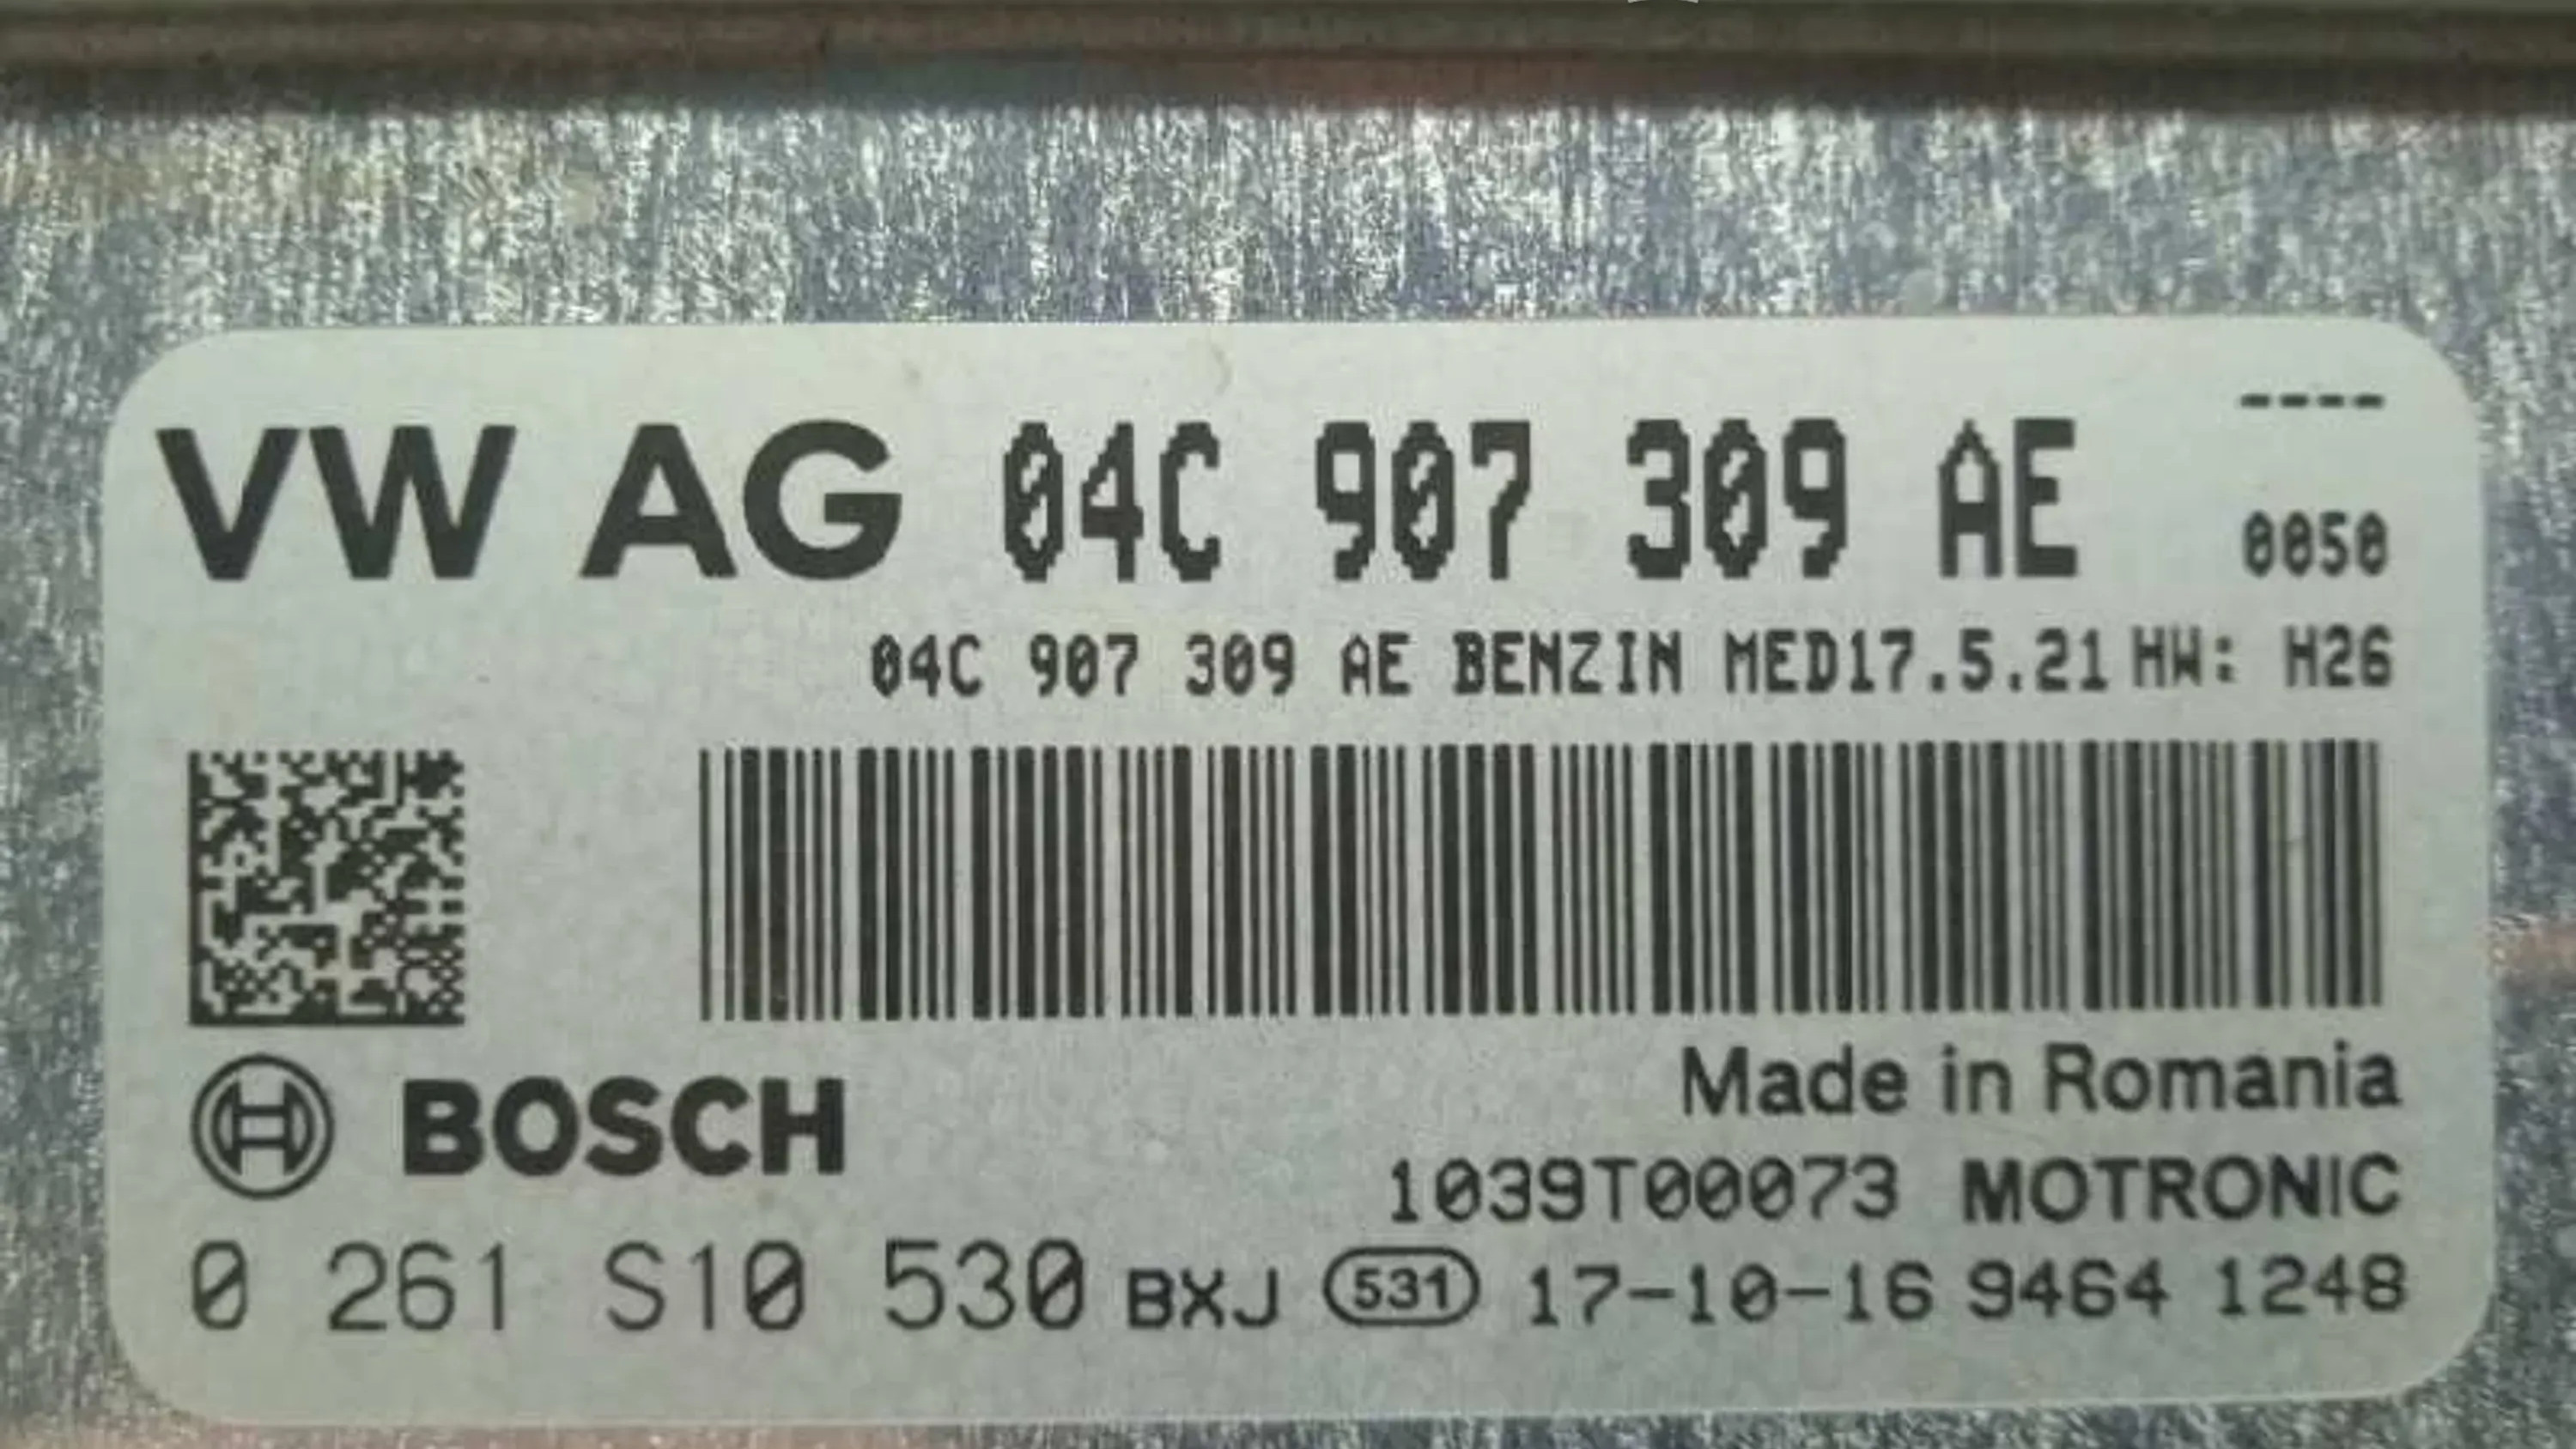 VW AG 04C 907 309 AE
----
0050
04C 907 309 AE BENZIN MED17.5.21 HW: H26
BOSCH
Made in Romania
1039T00073 MOTRONIC
0 261 S10 530 BXJ 531 17-10-16 9464 1248